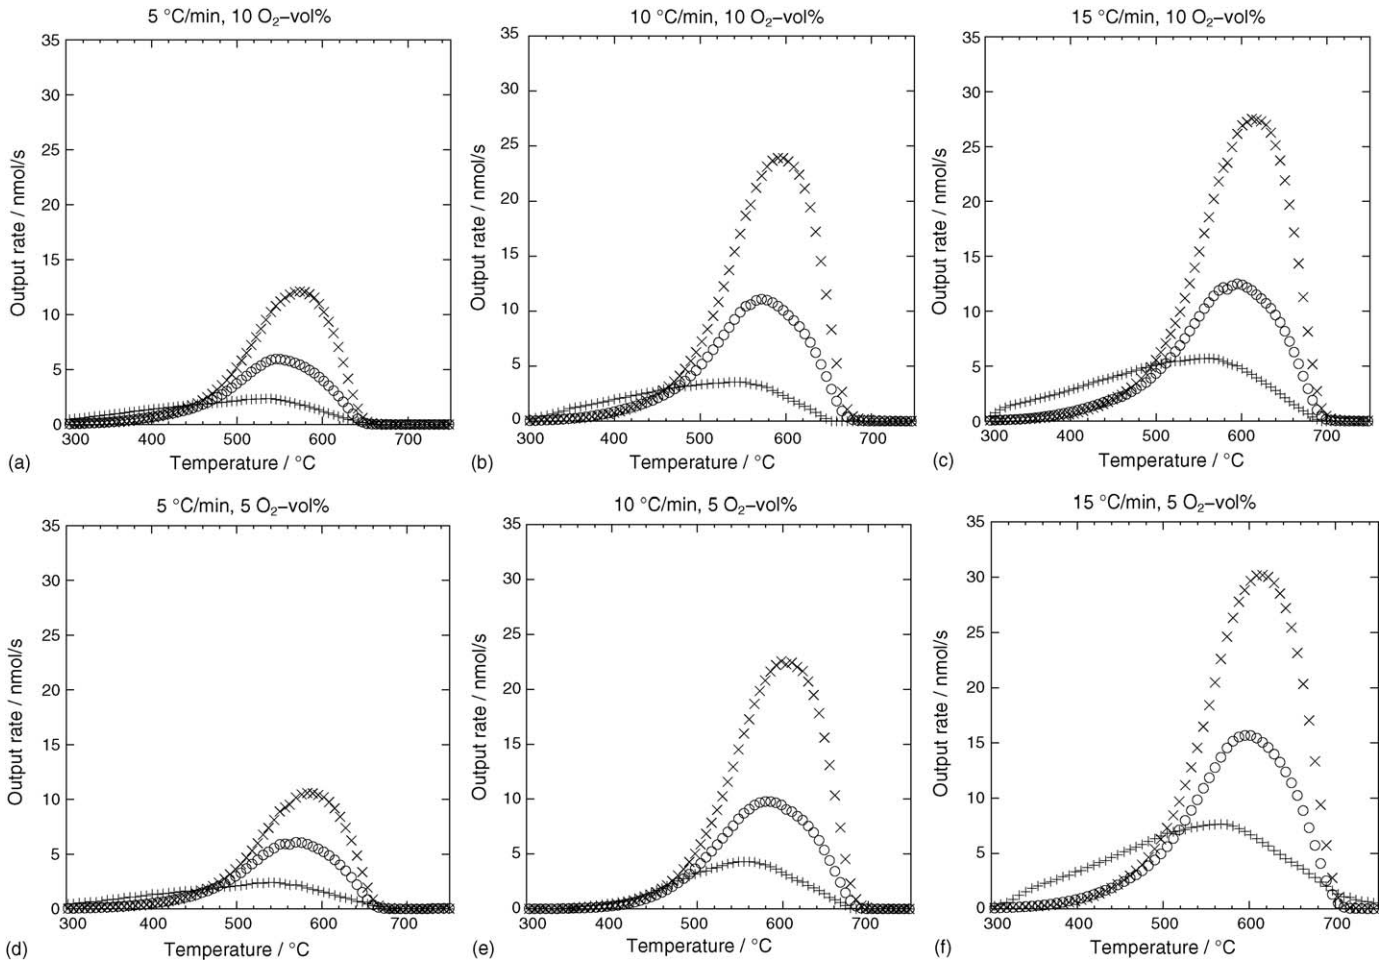 5 °C/min, 10 O₂–vol%
35
30
25
20
15
10
5
0
300 400 500 600 700
Output rate / nmol/s
Temperature / °C
(a)
10 °C/min, 10 O₂–vol%
35
30
25
20
15
10
5
0
300 400 500 600 700
Output rate / nmol/s
Temperature / °C
(b)
15 °C/min, 10 O₂–vol%
35
30
25
20
15
10
5
0
300 400 500 600 700
Output rate / nmol/s
Temperature / °C
(c)
5 °C/min, 5 O₂–vol%
35
30
25
20
15
10
5
0
300 400 500 600 700
Output rate / nmol/s
Temperature / °C
(d)
10 °C/min, 5 O₂–vol%
35
30
25
20
15
10
5
0
300 400 500 600 700
Output rate / nmol/s
Temperature / °C
(e)
15 °C/min, 5 O₂–vol%
35
30
25
20
15
10
5
0
300 400 500 600 700
Output rate / nmol/s
Temperature / °C
(f)